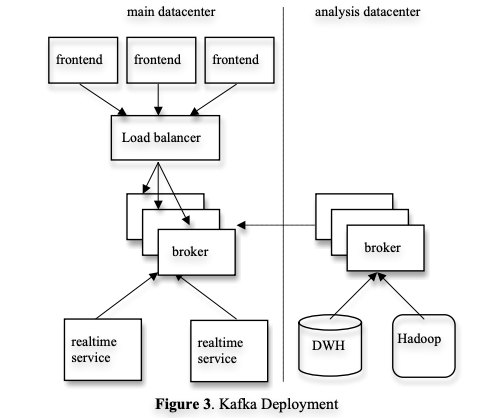 main datacenter
analysis datacenter
frontend
frontend
frontend
Load balancer
broker
broker
realtime
service
realtime
service
DWH
Hadoop
Figure 3. Kafka Deployment